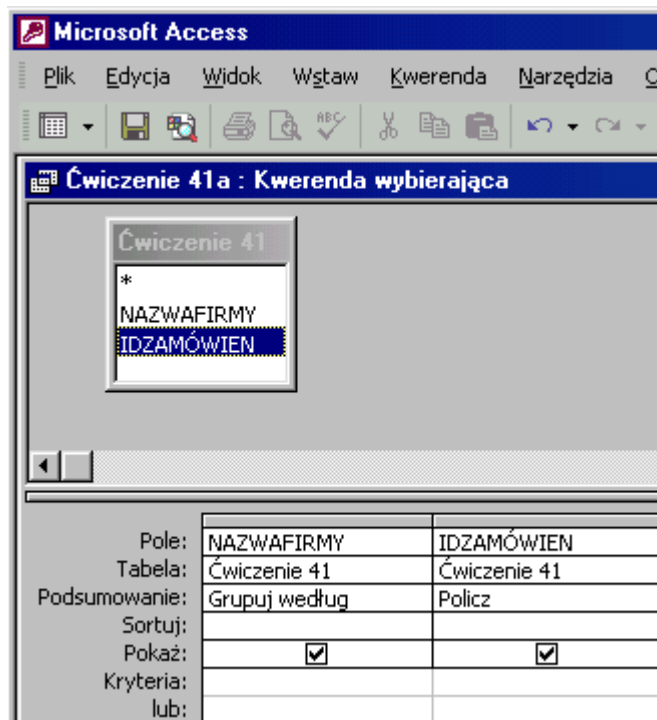 Microsoft Access
Plik Edycja Widok Wstaw Kwerenda Narzędzia O
ABC
Ćwiczenie 41a : Kwerenda wybierająca
Ćwiczenie 41
*
NAZWAFIRMY
IDZAMÓWIEN
Pole: NAZWAFIRMY IDZAMÓWIEN
Tabela: Ćwiczenie 41 Ćwiczenie 41
Podsumowanie: Grupuj według Policz
Sortuj:
Pokaż:
Kryteria:
lub: